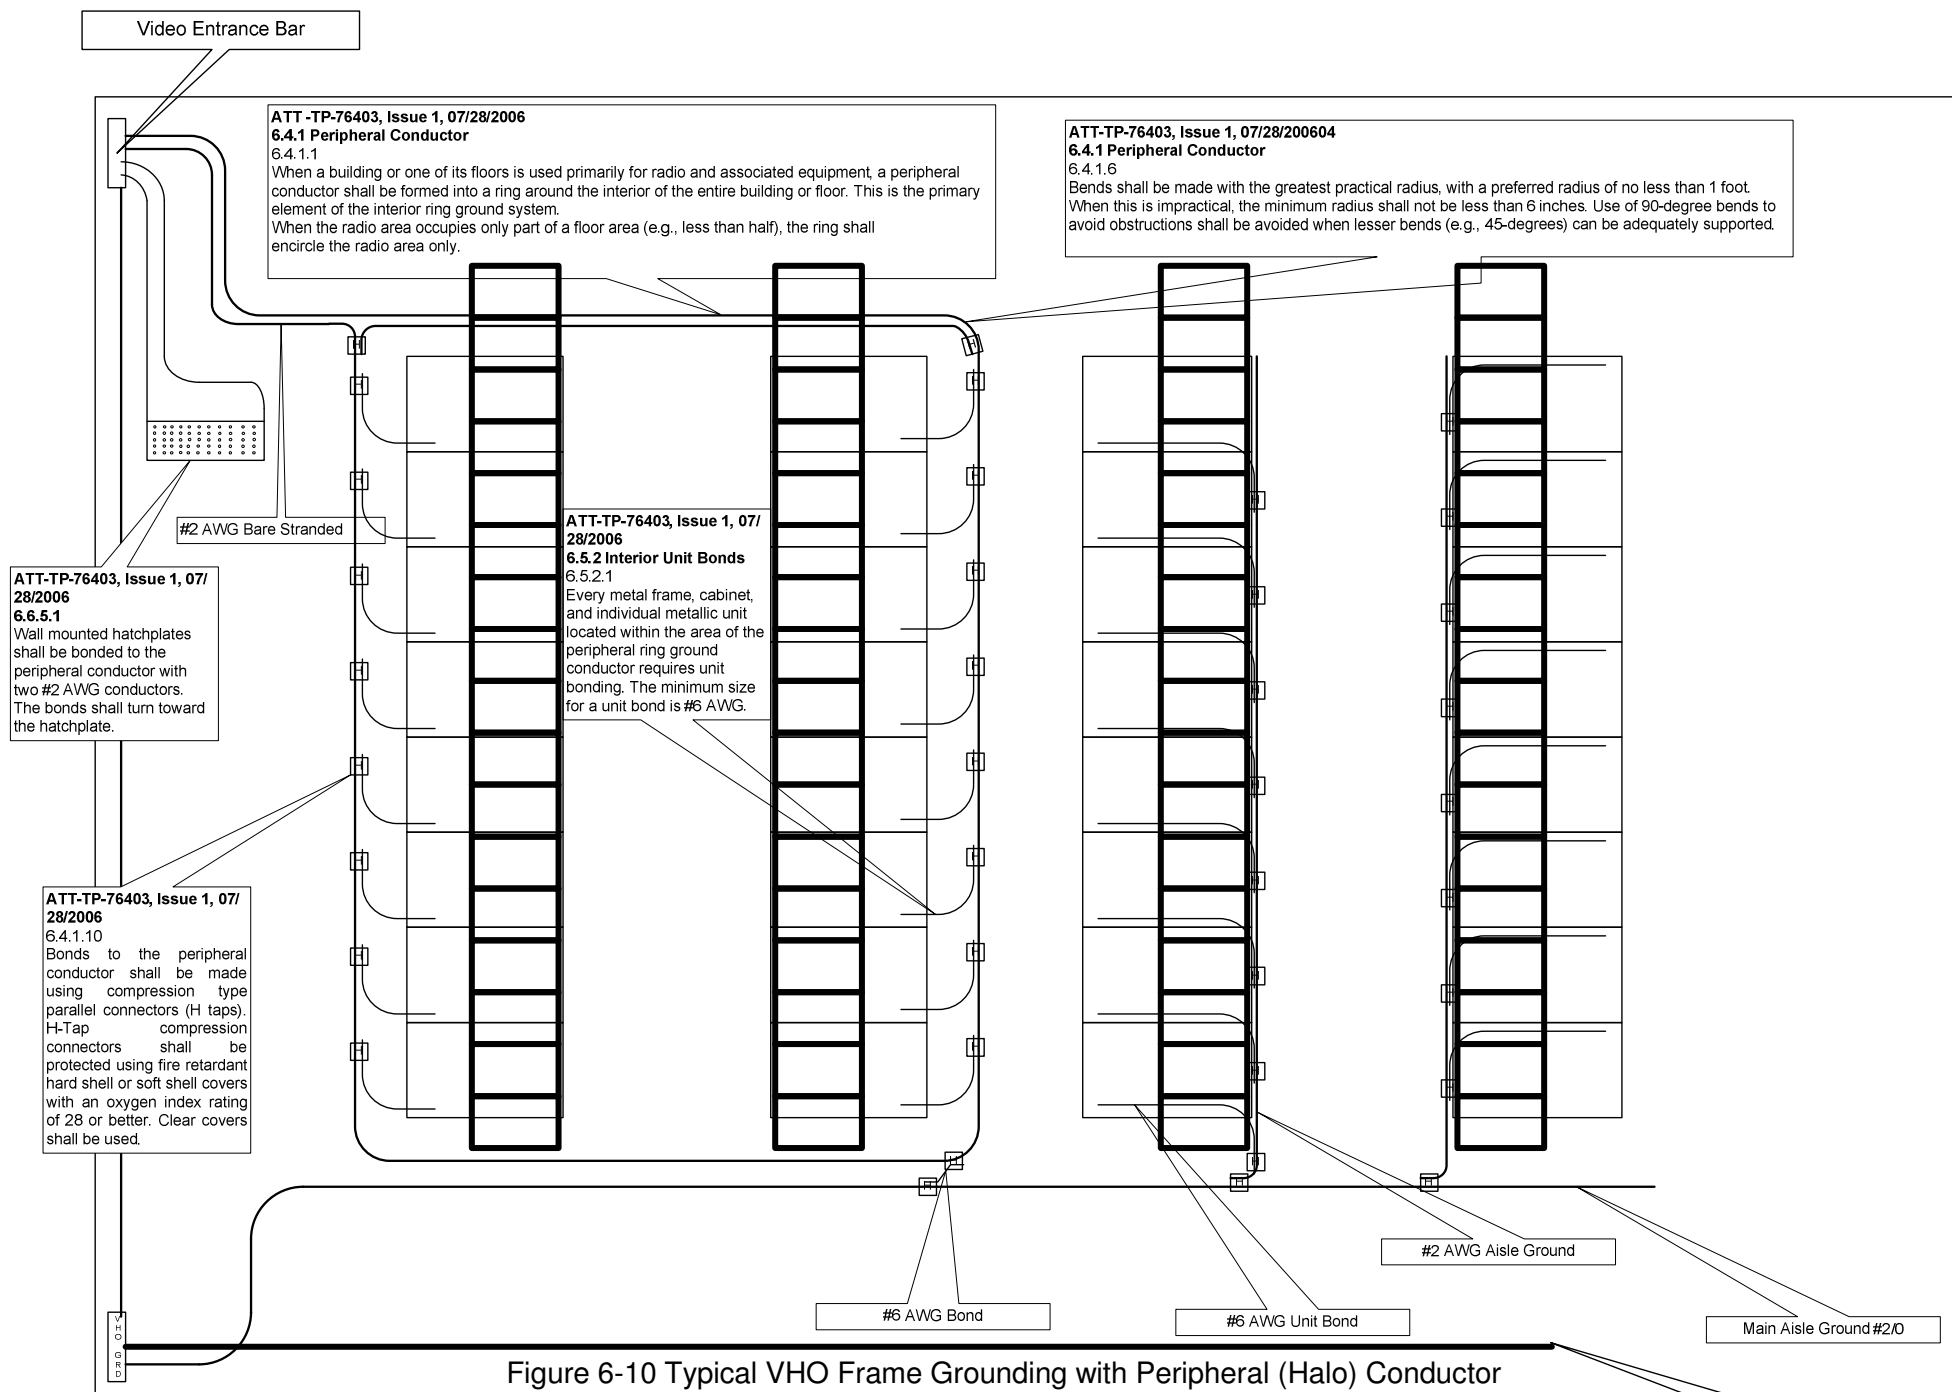 Video Entrance Bar
ATT -TP-76403, Issue 1, 07/28/2006
6.4.1 Peripheral Conductor
6.4.1.1
When a building or one of its floors is used primarily for radio and associated equipment, a peripheral
conductor shall be formed into a ring around the interior of the entire building or floor. This is the primary
element of the interior ring ground system.
When the radio area occupies only part of a floor area (e.g., less than half), the ring shall
encircle the radio area only.
ATT-TP-76403, Issue 1, 07/28/200604
6.4.1 Peripheral Conductor
6.4.1.6
Bends shall be made with the greatest practical radius, with a preferred radius of no less than 1 foot.
When this is impractical, the minimum radius shall not be less than 6 inches. Use of 90-degree bends to
avoid obstructions shall be avoided when lesser bends (e.g., 45-degrees) can be adequately supported.
#2 AWG Bare Stranded
ATT-TP-76403, Issue 1, 07/
28/2006
6.5.2 Interior Unit Bonds
6.5.2.1
Every metal frame, cabinet,
and individual metallic unit
located within the area of the
peripheral ring ground
conductor requires unit
bonding. The minimum size
for a unit bond is #6 AWG.
ATT-TP-76403, Issue 1, 07/
28/2006
6.6.5.1
Wall mounted hatchplates
shall be bonded to the
peripheral conductor with
two #2 AWG conductors.
The bonds shall turn toward
the hatchplate.
ATT-TP-76403, Issue 1, 07/
28/2006
6.4.1.10
Bonds to the peripheral
conductor shall be made
using compression type
parallel connectors (H taps).
H-Tap compression
connectors shall be
protected using fire retardant
hard shell or soft shell covers
with an oxygen index rating
of 28 or better. Clear covers
shall be used.
#2 AWG Aisle Ground
#6 AWG Bond
#6 AWG Unit Bond
Main Aisle Ground #2/0
VHO GRD
Figure 6-10 Typical VHO Frame Grounding with Peripheral (Halo) Conductor